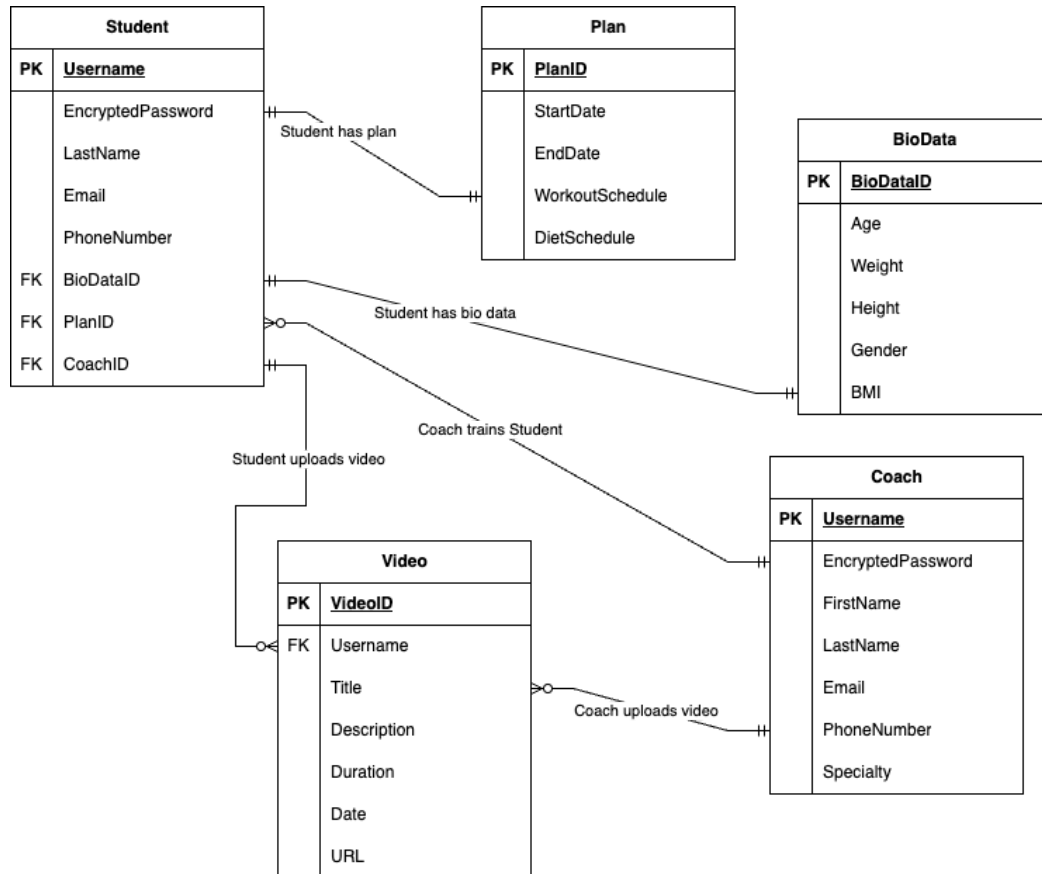 Student
PK Username
EncryptedPassword
LastName
Email
PhoneNumber
FK BioDataID
FK PlanID
FK CoachID
Plan
PK PlanID
StartDate
EndDate
WorkoutSchedule
DietSchedule
BioData
PK BioDataID
Age
Weight
Height
Gender
BMI
Student has plan
Student has bio data
Coach trains Student
Student uploads video
Coach uploads video
Video
PK VideoID
FK Username
Title
Description
Duration
Date
URL
Coach
PK Username
EncryptedPassword
FirstName
LastName
Email
PhoneNumber
Specialty